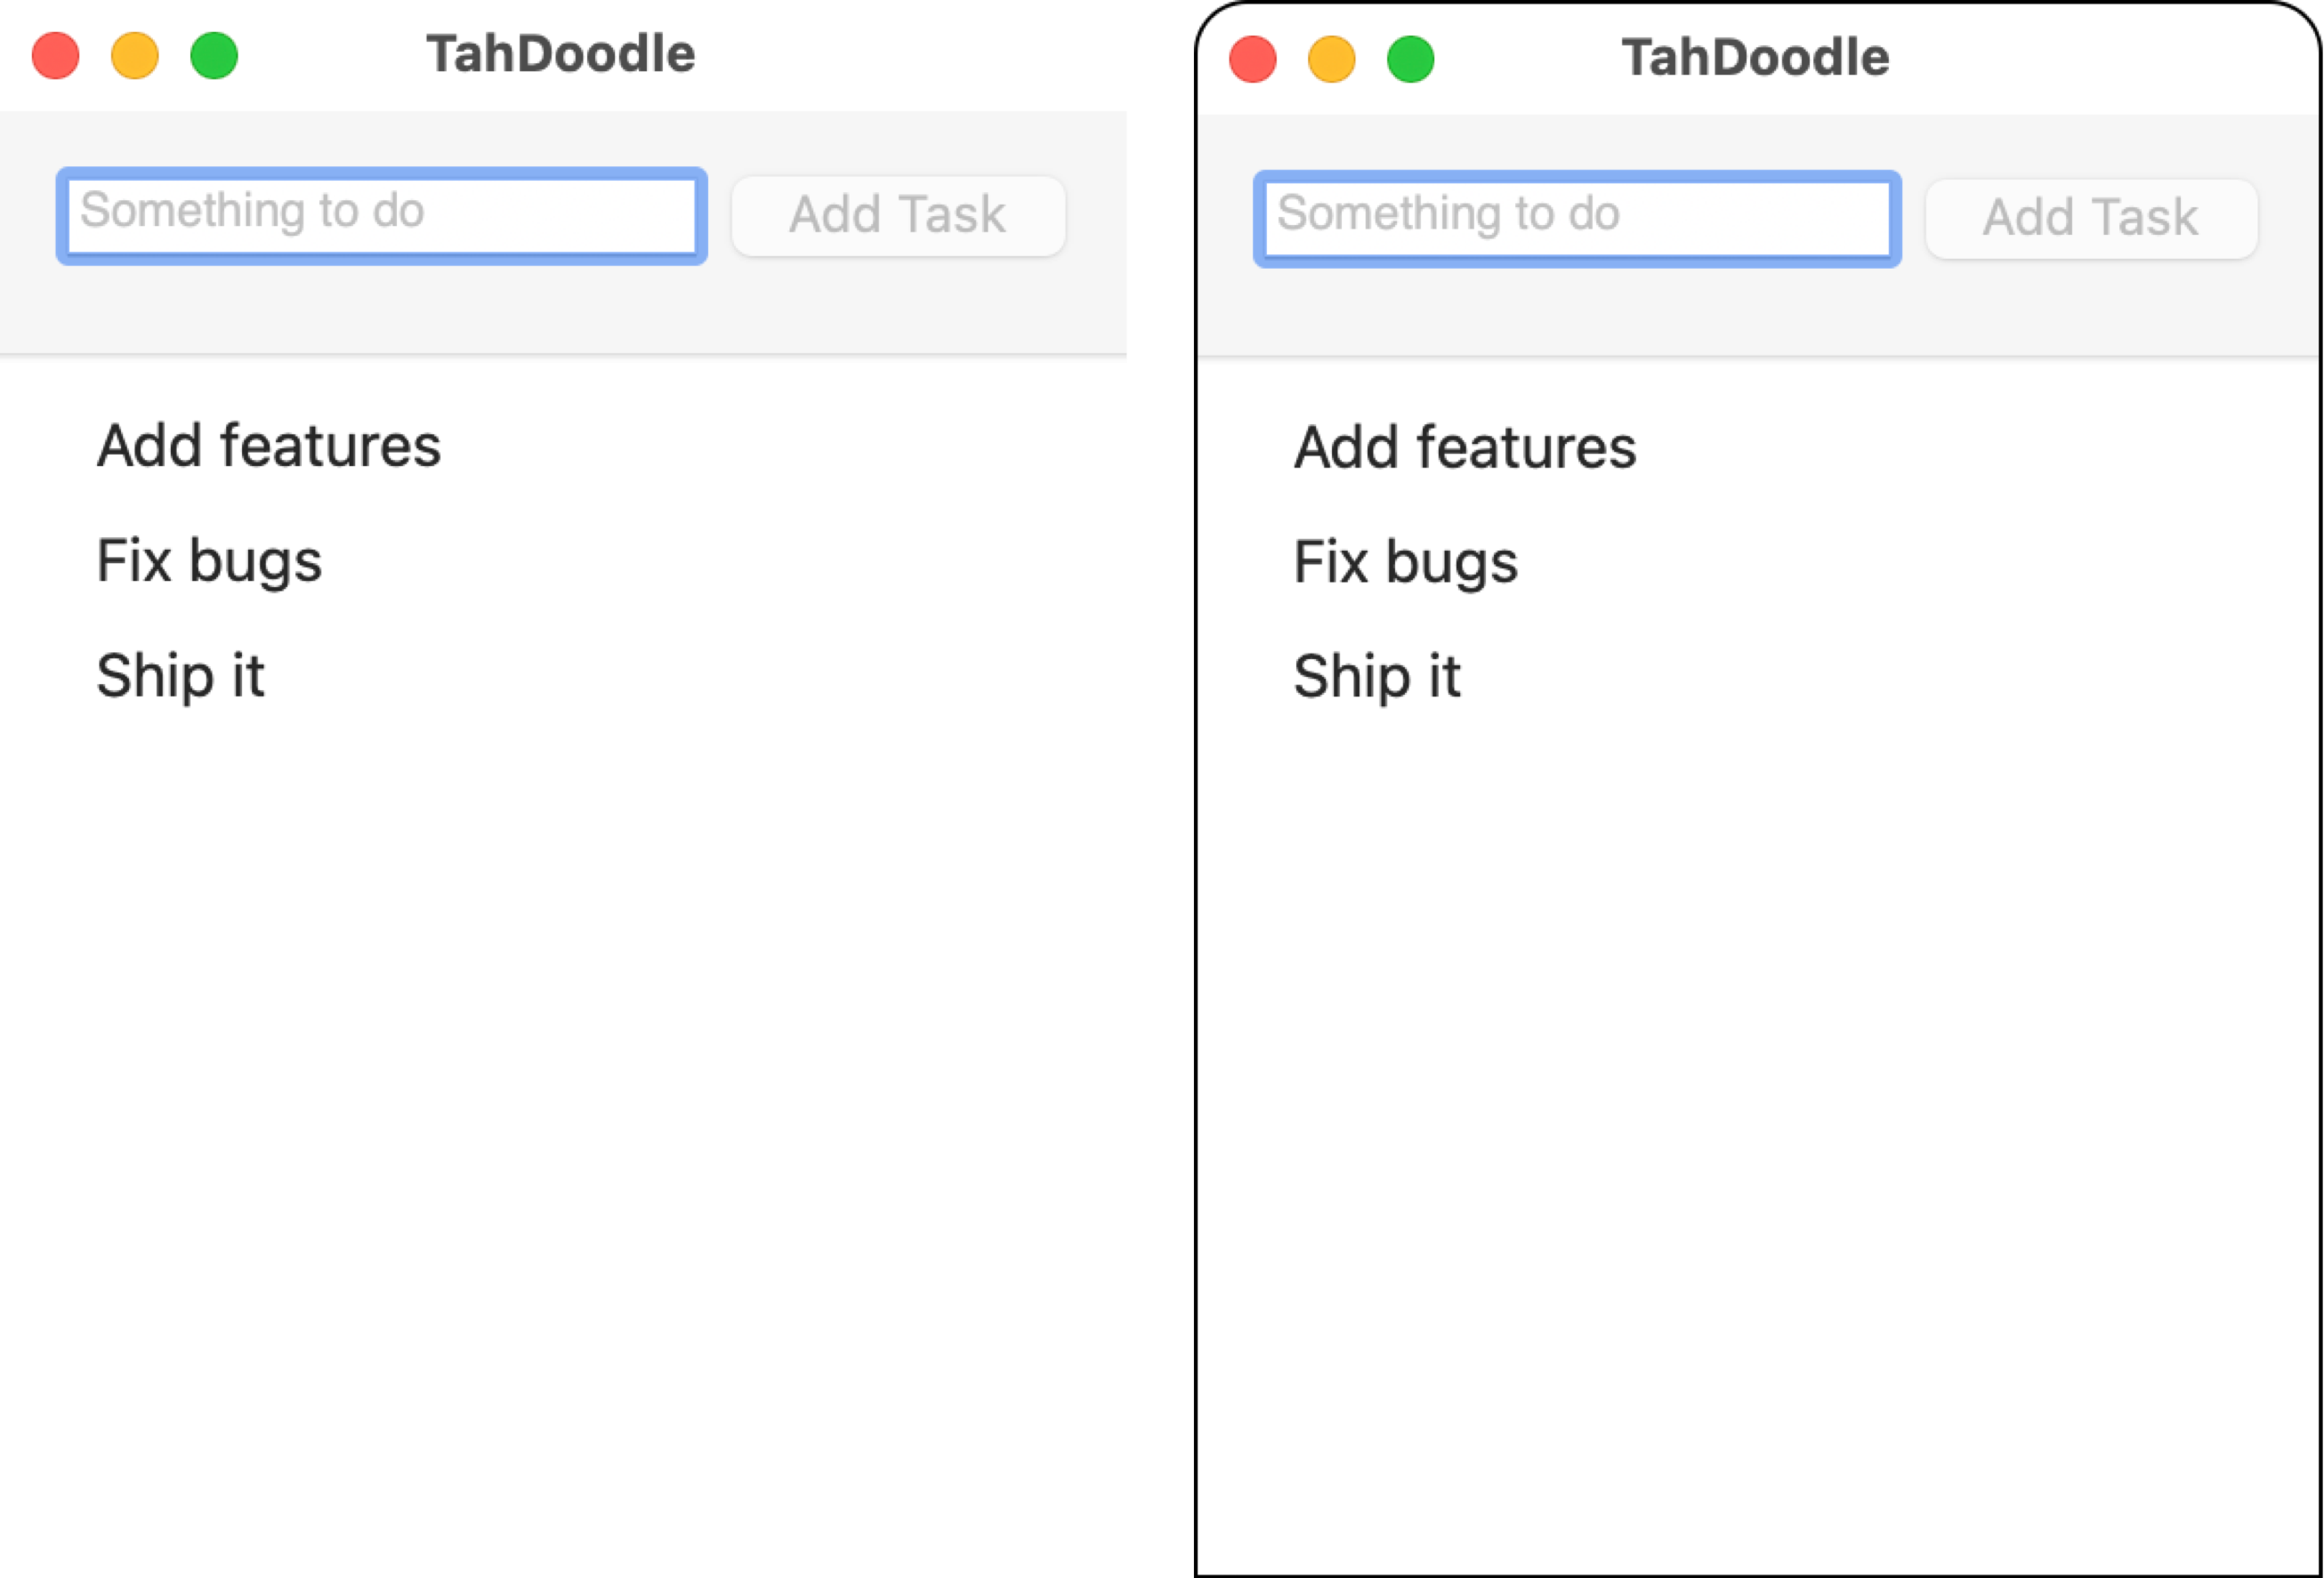 TahDoodle
Something to do
Add Task
Add features
Fix bugs
Ship it
TahDoodle
Something to do
Add Task
Add features
Fix bugs
Ship it